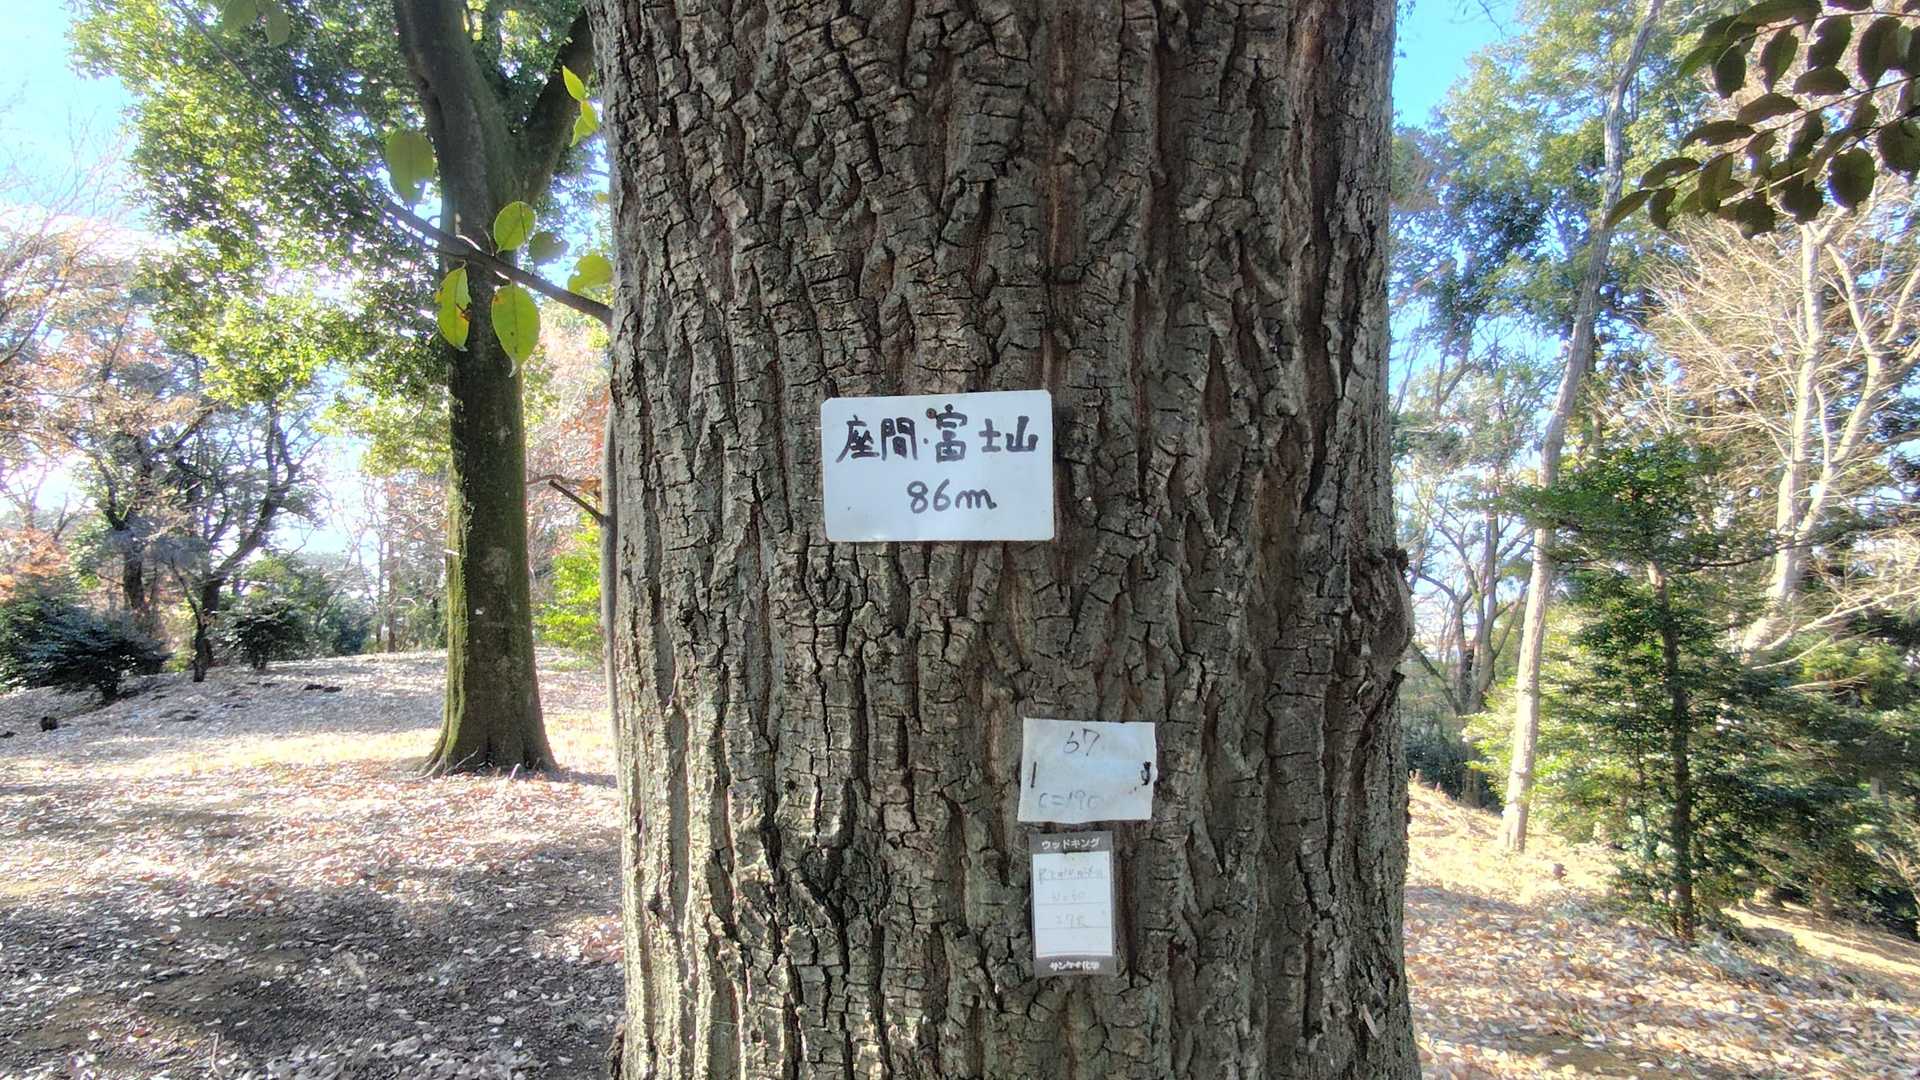 座間・富士山
86m
67
C=190
ウッドキング
サンケイ化学